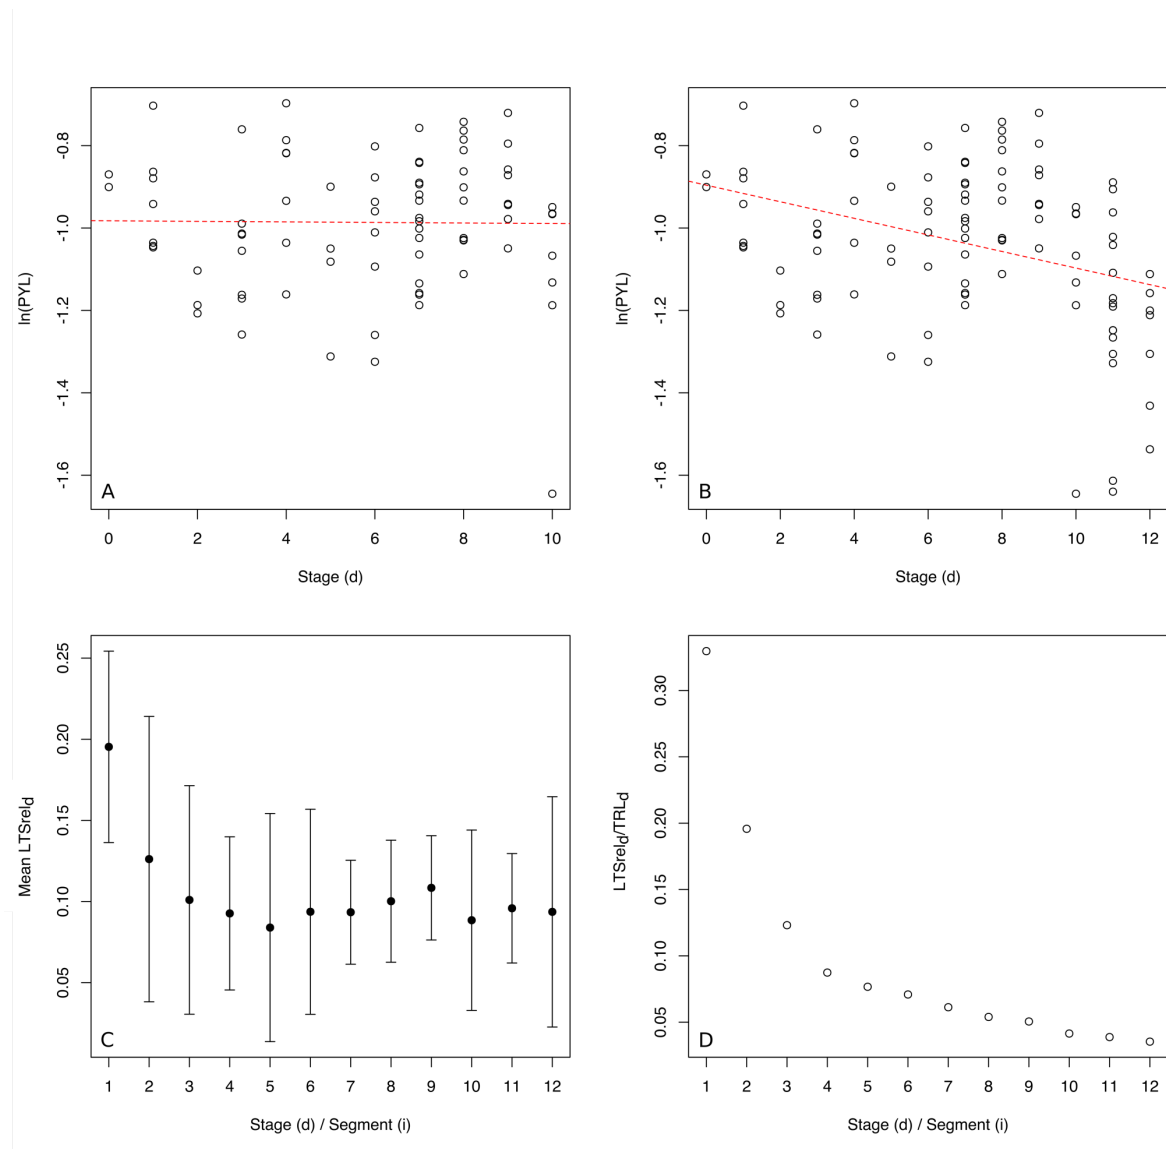 -0.8
-1.0
-1.2
-1.4
-1.6
ln(PYL)
A
0 2 4 6 8 10
Stage (d)
-0.8
-1.0
-1.2
-1.4
-1.6
ln(PYL)
B
0 2 4 6 8 10 12
Stage (d)
0.25
0.20
0.15
0.10
0.05
Mean LTSreld
C
1 2 3 4 5 6 7 8 9 10 11 12
Stage (d) / Segment (i)
0.30
0.25
0.20
0.15
0.10
0.05
LTSreld/TRLd
D
1 2 3 4 5 6 7 8 9 10 11 12
Stage (d) / Segment (i)